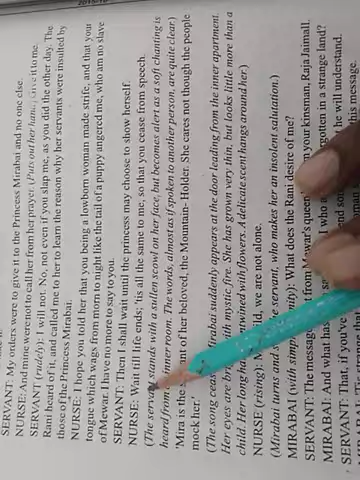 2015-16
SERVANT: My orders were to give it to the Princess Mirabai and no one else.
NURSE: And mine were not to call her from her prayer. (Puts out her hand) Give it to me.
SERVANT (rudely): I will not. No, not even if you slap me, as you did the other day. The
Rani heard of it, and called me to her to learn the reason why her servants were insulted by
those of the Princess Mirabai.
NURSE: I hope you told her that you being a lowborn woman made strife, and that your
tongue which wags from morn to night like the tail of a puppy angered me, who am no slave
of Mewar. I have no more to say to you.
SERVANT: Then I shall wait until the princess may choose to show herself.
NURSE: Wait till life ends; 'tis all the same to me, so that you cease from speech.
(The servant stands with a sullen scowl on her face, but becomes alert as a soft chanting is
heard from inner room. The words, almost as if spoken to another person, are quite clear.)
'Mira is the of her beloved, the Mountain- Holder. She cares not though the people
mock her.'
(The song ceases. Mirabai suddenly appears at the door leading from the inner apartment.
Her eyes are with mystic fire. She has grown very thin, but looks little more than a
child. Her long twined with flowers. A delicate scent hangs around her.)
NURSE (rising): My child, we are not alone.
(Mirabai turns and servant, who makes her an insolent salutation.)
MIRABAI (with): What does the Rani desire of me?
SERVANT: The message from Mewar's queen your kinsman, Raja Jaimall.
MIRABAI: And what has I who forgotten in a strange land?
SERVANT: That, if you've he will understand.
MIRABAI this message.